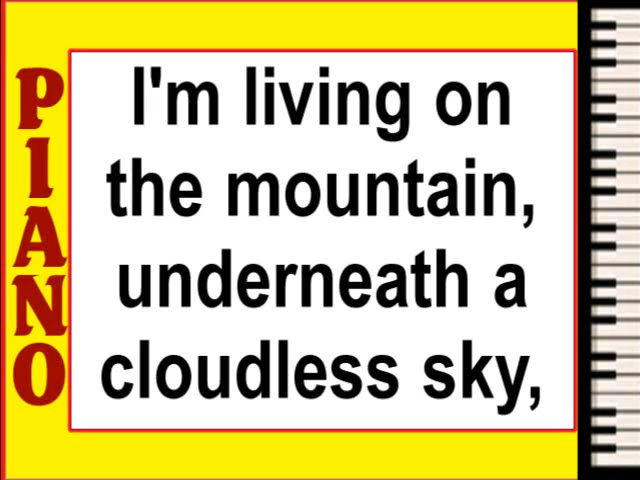 PIANO
I'm living on
the mountain,
underneath a
cloudless sky,